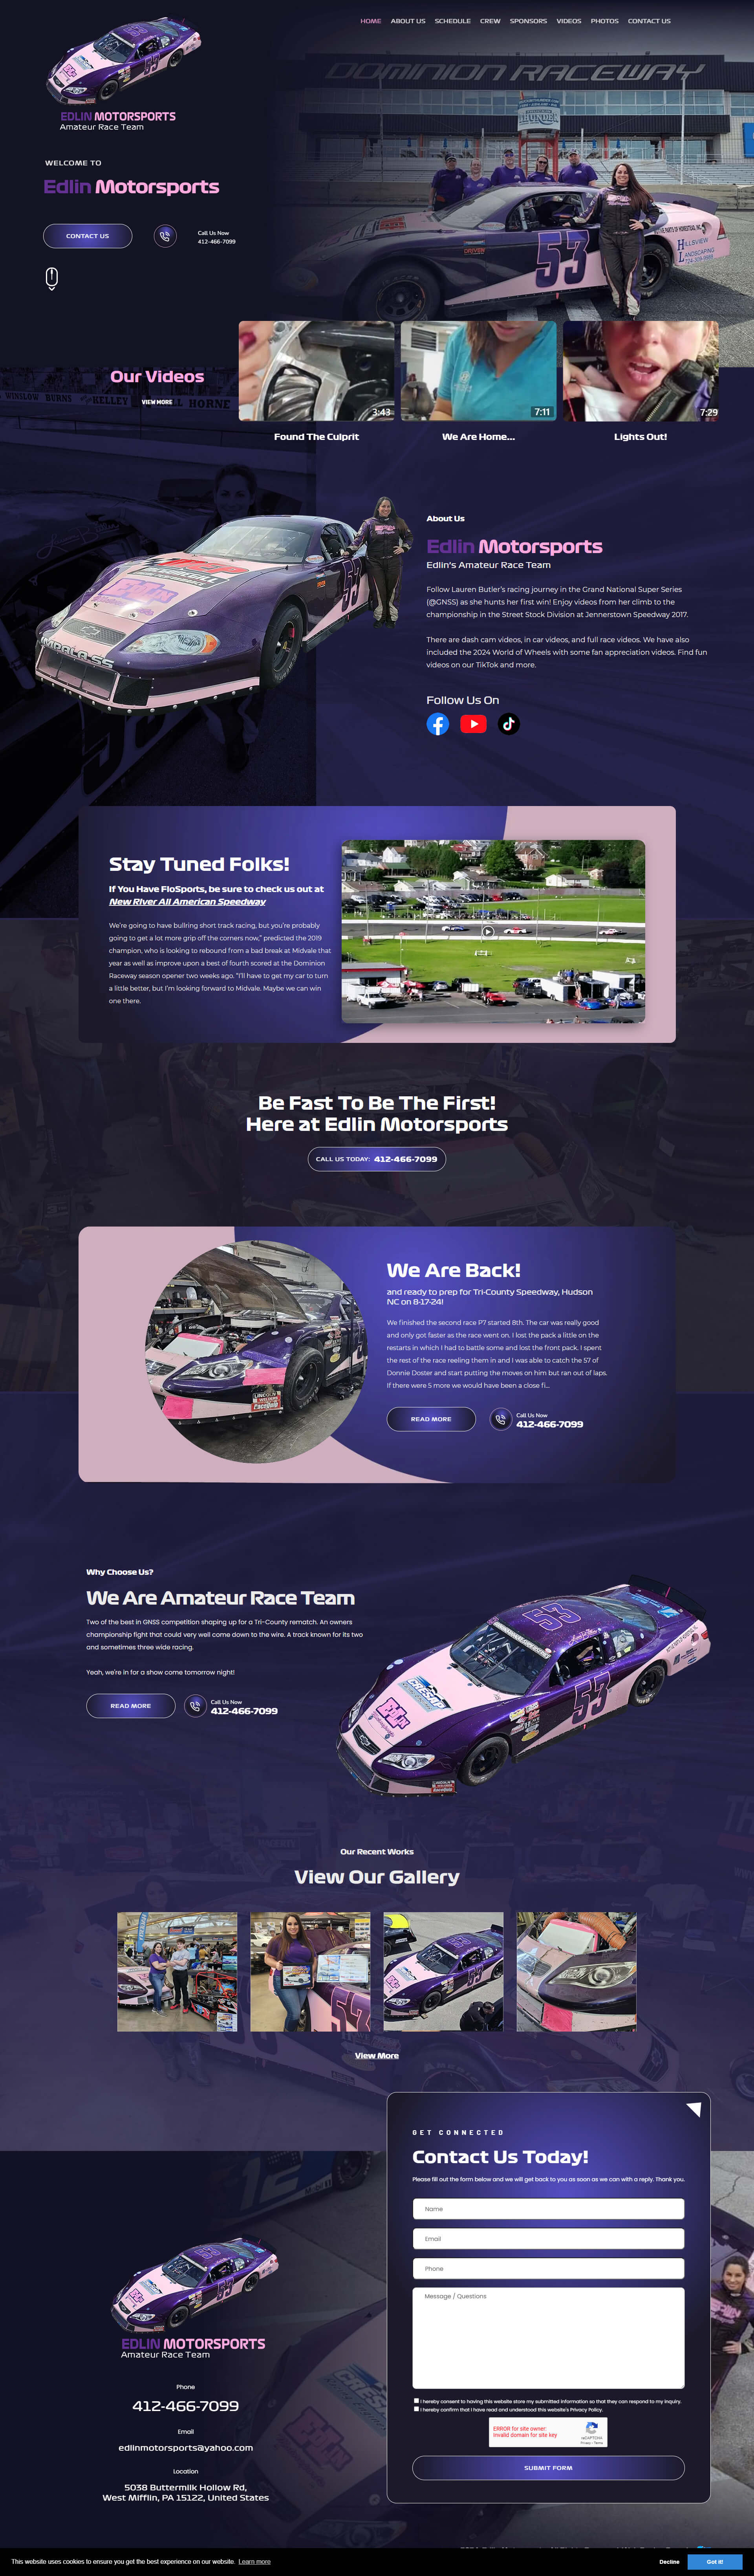 HOME ABOUT US SCHEDULE CREW SPONSORS VIDEOS PHOTOS CONTACT US
EDLIN MOTORSPORTS
Amateur Race Team
DOMINION RACEWAY
WELCOME TO
Edlin Motorsports
CONTACT US
Call Us Now
412-466-7099
53
HILLSVIEW
LANDSCAPING
Our Videos
VIEW MORE
3:43
7:11
7:29
Found The Culprit
We Are Home...
Lights Out!
WINSLOW BURNS
KELLEY
HORNE
About Us
Edlin Motorsports
Edlin's Amateur Race Team
Follow Lauren Butler's racing journey in the Grand National Super Series
(@GNSS) as she hunts her first win! Enjoy videos from her climb to the
championship in the Street Stock Division at Jennerstown Speedway 2017.
There are dash cam videos, in car videos, and full race videos. We have also
included the 2024 World of Wheels with some fan appreciation videos. Find fun
videos on our TikTok and more.
Follow Us On
IMPALA SS
Stay Tuned Folks!
If You Have FloSports, be sure to check us out at
New River All American Speedway
We're going to have bullring short track racing, but you're probably
going to get a lot more grip off the corners now," predicted the 2019
champion, who is looking to rebound from a bad break at Midvale that
year as well as improve upon a best of fourth scored at the Dominion
Raceway season opener two weeks ago. "I'll have to get my car to turn
a little better, but I'm looking forward to Midvale. Maybe we can win
one there.
Be Fast To Be The First!
Here at Edlin Motorsports
CALL US TODAY: 412-466-7099
We Are Back!
and ready to prep for Tri-County Speedway, Hudson
NC on 8-17-24!
We finished the second race P7 started 8th. The car was really good
and only got faster as the race went on. I lost the pack a little on the
restarts in which I had to battle some and lost the front pack. I spent
the rest of the race reeling them in and I was able to catch the 57 of
Donnie Doster and start putting the moves on him but ran out of laps.
If there were 5 more we would have been a close fi...
READ MORE
Call Us Now
412-466-7099
Why Choose Us?
We Are Amateur Race Team
Two of the best in GNSS competition shaping up for a Tri-County rematch. An owners
championship fight that could very well come down to the wire. A track known for its two
and sometimes three wide racing.
Yeah, we're in for a show come tomorrow night!
READ MORE
Call Us Now
412-466-7099
53
53
Our Recent Works
View Our Gallery
View More
GET CONNECTED
Contact Us Today!
Please fill out the form below and we will get back to you as soon as we can with a reply. Thank you.
Name
Email
Phone
Message / Questions
I hereby consent to having this website store my submitted information so that they can respond to my inquiry.
I hereby confirm that I have read and understood this website's Privacy Policy.
ERROR for site owner:
Invalid domain for site key
reCAPTCHA
Privacy - Terms
SUBMIT FORM
EDLIN MOTORSPORTS
Amateur Race Team
Phone
412-466-7099
Email
edlinmotorsports@yahoo.com
Location
5038 Buttermilk Hollow Rd,
West Mifflin, PA 15122, United States
This website uses cookies to ensure you get the best experience on our website. Learn more
Decline
Got it!